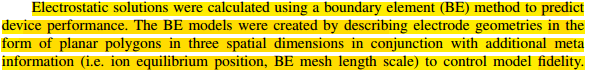 Electrostatic solutions were calculated using a boundary element (BE) method to predict
device performance. The BE models were created by describing electrode geometries in the
form of planar polygons in three spatial dimensions in conjunction with additional meta
information (i.e. ion equilibrium position, BE mesh length scale) to control model fidelity.